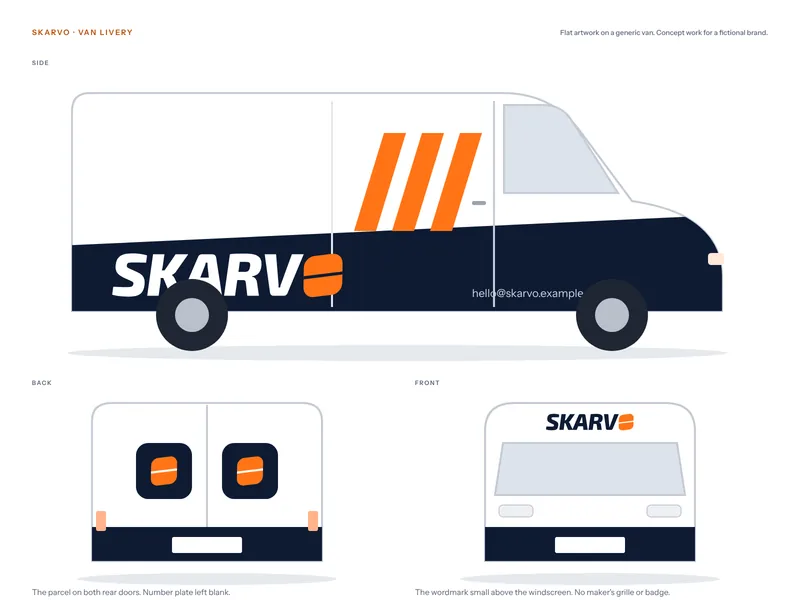 SKARVO · VAN LIVERY
Flat artwork on a generic van. Concept work for a fictional brand.
SIDE
SKARVO
hello@skarvo.example
BACK
FRONT
SKARVO
The parcel on both rear doors. Number plate left blank.
The wordmark small above the windscreen. No maker's grille or badge.